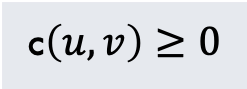 c(u, v) ≥ 0